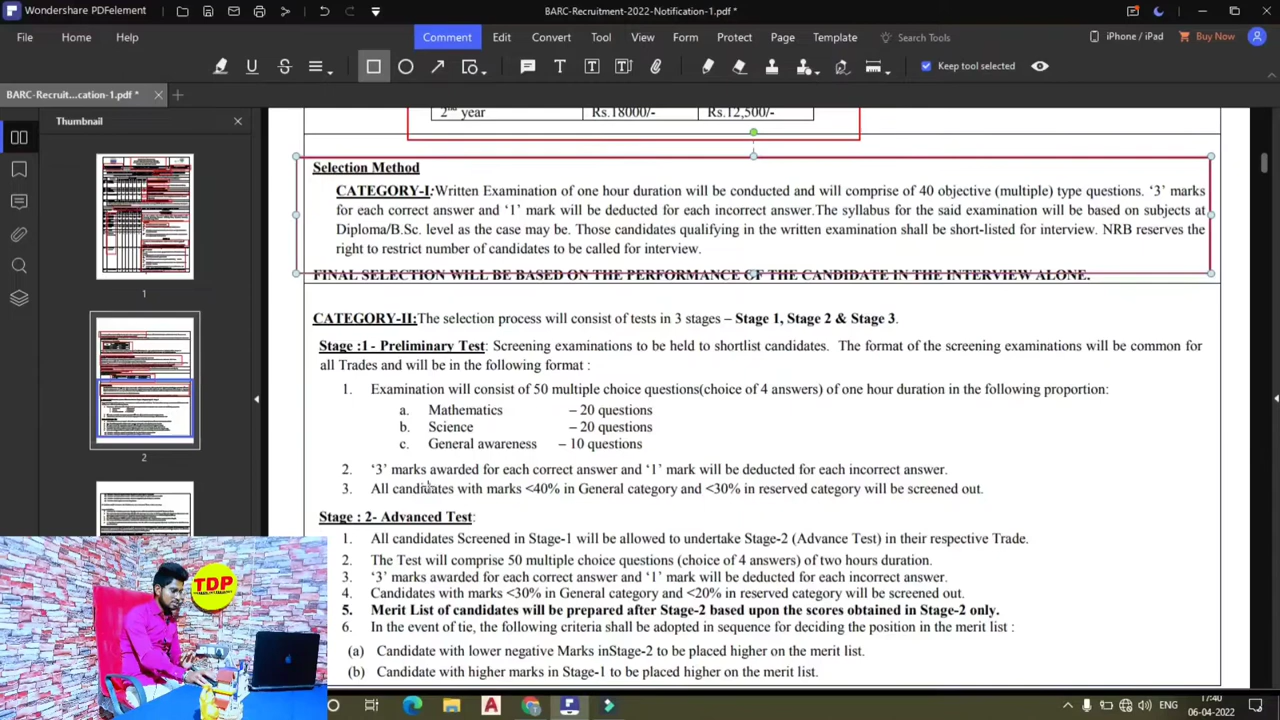 Wondershare PDFelement
BARC-Recruitment-2022-Notification-1.pdf *
File Home Help Comment Edit Convert Tool View Form Protect Page Template Search Tools iPhone / iPad Buy Now
Keep tool selected
BARC-Recruit...cation-1.pdf *
Thumbnail
1
2
2nd year Rs.18000/- Rs.12,500/-
Selection Method
CATEGORY-I:Written Examination of one hour duration will be conducted and will comprise of 40 objective (multiple) type questions. ‘3’ marks
for each correct answer and ‘1’ mark will be deducted for each incorrect answer.The syllabus for the said examination will be based on subjects at
Diploma/B.Sc. level as the case may be. Those candidates qualifying in the written examination shall be short-listed for interview. NRB reserves the
right to restrict number of candidates to be called for interview.
FINAL SELECTION WILL BE BASED ON THE PERFORMANCE OF THE CANDIDATE IN THE INTERVIEW ALONE.
CATEGORY-II:The selection process will consist of tests in 3 stages – Stage 1, Stage 2 & Stage 3.
Stage :1 - Preliminary Test: Screening examinations to be held to shortlist candidates. The format of the screening examinations will be common for
all Trades and will be in the following format :
1. Examination will consist of 50 multiple choice questions(choice of 4 answers) of one hour duration in the following proportion:
a. Mathematics – 20 questions
b. Science – 20 questions
c. General awareness – 10 questions
2. ‘3’ marks awarded for each correct answer and ‘1’ mark will be deducted for each incorrect answer.
3. All candidates with marks <40% in General category and <30% in reserved category will be screened out.
Stage : 2- Advanced Test:
1. All candidates Screened in Stage-1 will be allowed to undertake Stage-2 (Advance Test) in their respective Trade.
2. The Test will comprise 50 multiple choice questions (choice of 4 answers) of two hours duration.
3. ‘3’ marks awarded for each correct answer and ‘1’ mark will be deducted for each incorrect answer.
4. Candidates with marks <30% in General category and <20% in reserved category will be screened out.
5. Merit List of candidates will be prepared after Stage-2 based upon the scores obtained in Stage-2 only.
6. In the event of tie, the following criteria shall be adopted in sequence for deciding the position in the merit list :
(a) Candidate with lower negative Marks inStage-2 to be placed higher on the merit list.
(b) Candidate with higher marks in Stage-1 to be placed higher on the merit list.
TDP
ENG
17:40
06-04-2022